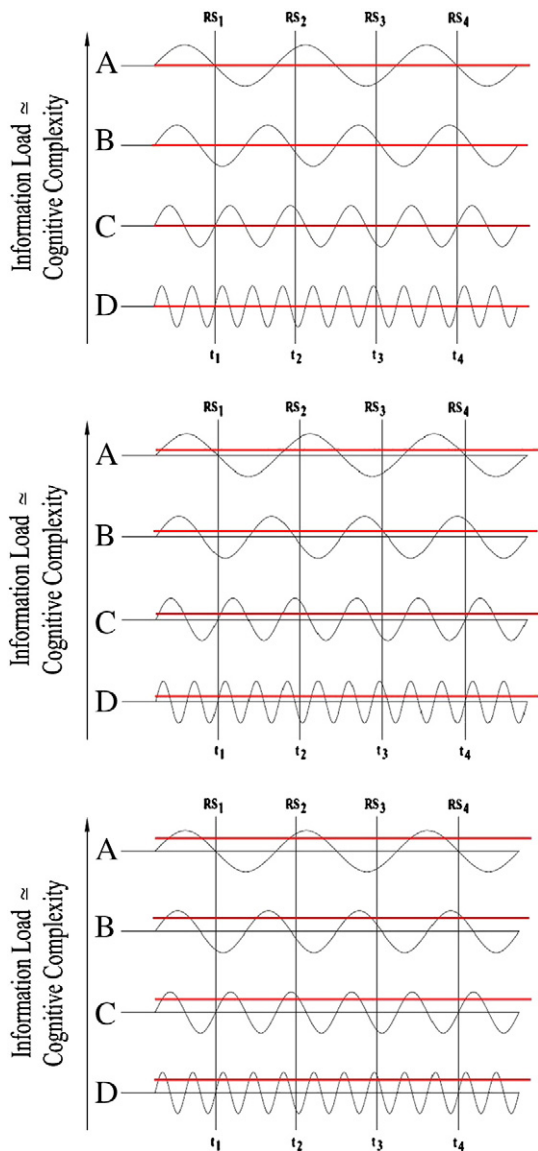 RS1 RS2 RS3 RS4
Information Load ≃
Cognitive Complexity
A
B
C
D
t1 t2 t3 t4
RS1 RS2 RS3 RS4
Information Load ≃
Cognitive Complexity
A
B
C
D
t1 t2 t3 t4
RS1 RS2 RS3 RS4
Information Load ≃
Cognitive Complexity
A
B
C
D
t1 t2 t3 t4